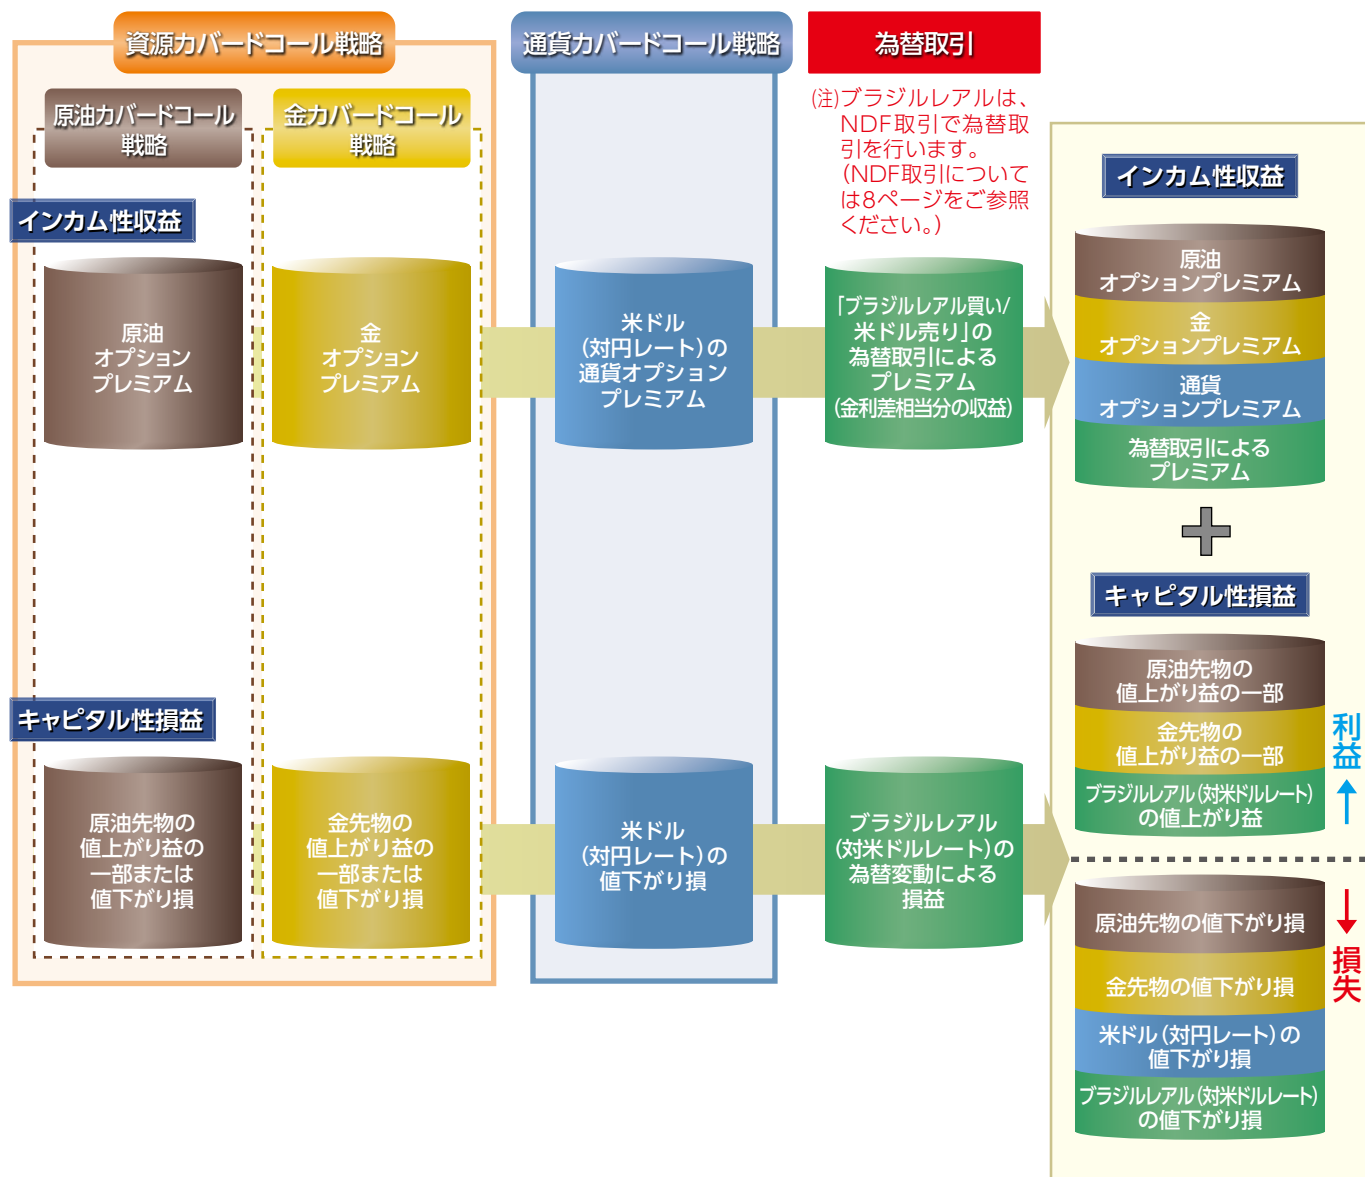 資源カバードコール戦略
通貨カバードコール戦略
為替取引
原油カバードコール
戦略
金カバードコール
戦略
(注)ブラジルレアルは、
NDF取引で為替取
引を行います。
(NDF取引について
は8ページをご参照
ください。)
インカム性収益
原油
オプション
プレミアム
金
オプション
プレミアム
米ドル
(対円レート)の
通貨オプション
プレミアム
「ブラジルレアル買い/
米ドル売り」の
為替取引による
プレミアム
(金利差相当分の収益)
インカム性収益
原油
オプションプレミアム
金
オプションプレミアム
通貨
オプションプレミアム
為替取引による
プレミアム
キャピタル性損益
原油先物の
値上がり益の
一部または
値下がり損
金先物の
値上がり益の
一部または
値下がり損
米ドル
(対円レート)の
値下がり損
ブラジルレアル
(対米ドルレート)の
為替変動による
損益
キャピタル性損益
原油先物の
値上がり益の一部
金先物の
値上がり益の一部
ブラジルレアル(対米ドルレート)
の値上がり益
利益
原油先物の値下がり損
金先物の値下がり損
米ドル(対円レート)の
値下がり損
ブラジルレアル(対米ドルレート)
の値下がり損
損失